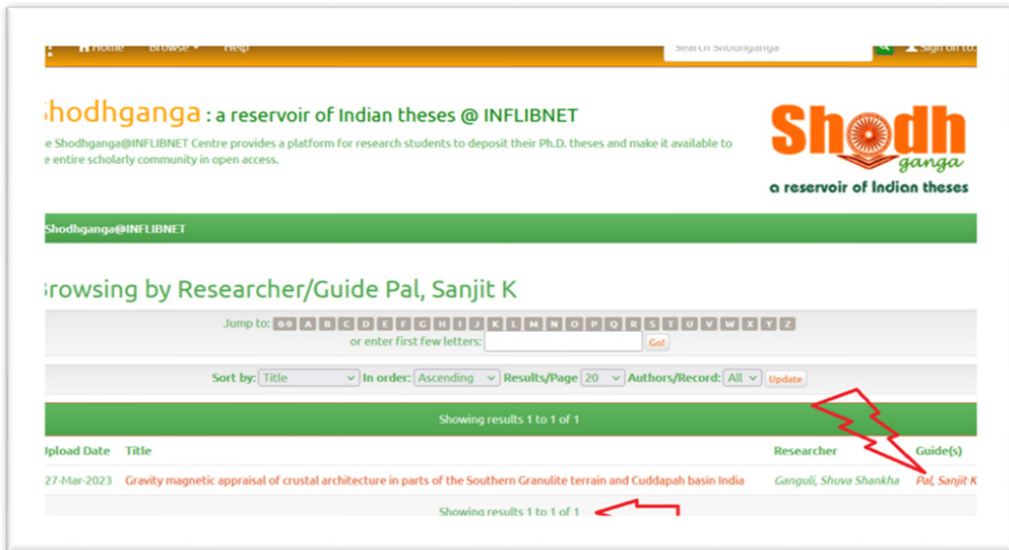 Home Browse Help Search Shodhganga Sign on to:
hodhganga : a reservoir of Indian theses @ INFLIBNET
e Shodhganga@INFLIBNET Centre provides a platform for research students to deposit their Ph.D. theses and make it available to
e entire scholarly community in open access.
Shodh
ganga
a reservoir of Indian theses
Shodhganga@INFLIBNET
rowsing by Researcher/Guide Pal, Sanjit K
Jump to: 0-9 A B C D E F G H I J K L M N O P Q R S T U V W X Y Z
or enter first few letters: Go!
Sort by: Title In order: Ascending Results/Page 20 Authors/Record: All Update
Showing results 1 to 1 of 1
Upload Date Title Researcher Guide(s)
27-Mar-2023 Gravity magnetic appraisal of crustal architecture in parts of the Southern Granulite terrain and Cuddapah basin India Ganguli, Shuva Shankha Pal, Sanjit K
Showing results 1 to 1 of 1